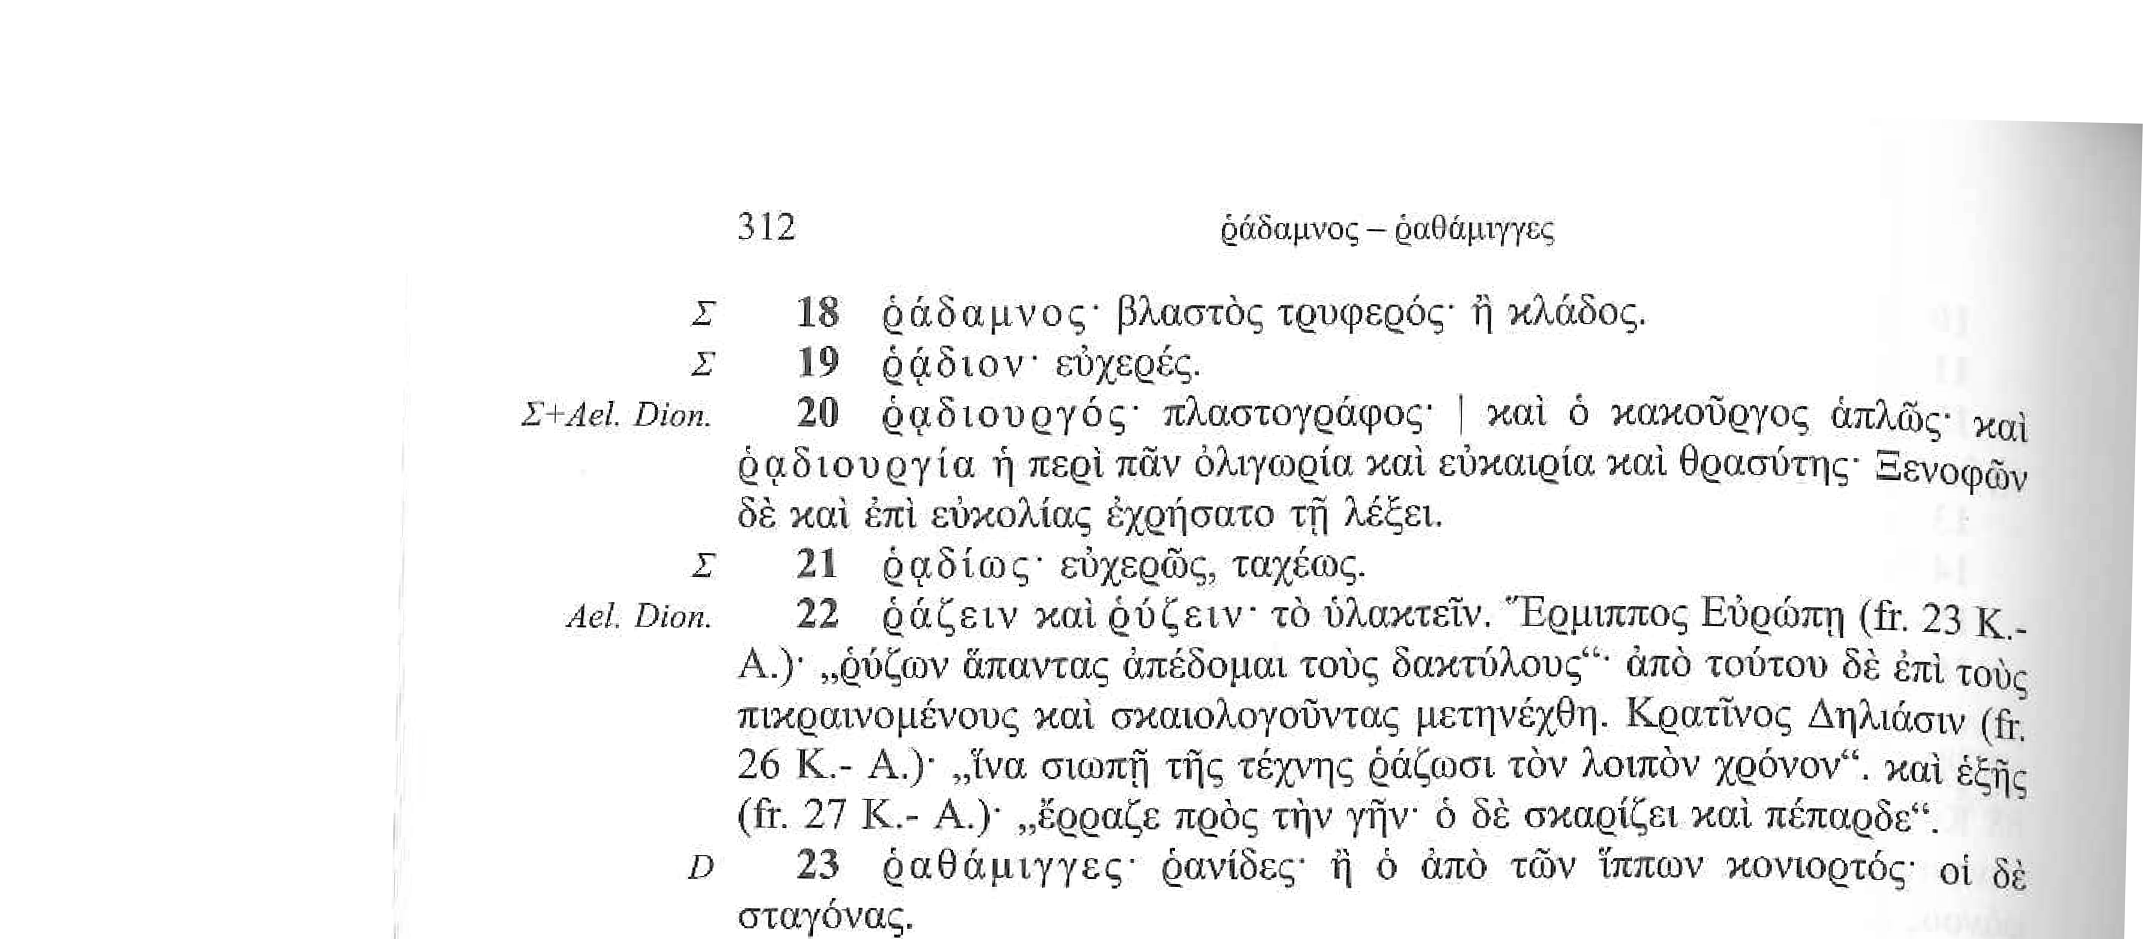 312 ῥάδαμνος – ῥαθάμιγγες
Σ 18 ῥάδαμνος· βλαστὸς τρυφερός· ἢ κλάδος.
Σ 19 ῥᾴδιον· εὐχερές.
Σ+Ael. Dion. 20 ῥᾳδιουργός· πλαστογράφος· | καὶ ὁ κακοῦργος ἁπλῶς· καὶ
ῥᾳδιουργία ἡ περὶ πᾶν ὀλιγωρία καὶ εὐκαιρία καὶ θρασύτης· Ξενοφῶν
δὲ καὶ ἐπὶ εὐκολίας ἐχρήσατο τῇ λέξει.
Σ 21 ῥᾳδίως· εὐχερῶς, ταχέως.
Ael. Dion. 22 ῥάζειν καὶ ῥύζειν· τὸ ὑλακτεῖν. Ἕρμιππος Εὐρώπῃ (fr. 23 K.-
A.)· „ῥύζων ἅπαντας ἀπέδομαι τοὺς δακτύλους“· ἀπὸ τούτου δὲ ἐπὶ τοὺς
πικραινομένους καὶ σκαιολογοῦντας μετηνέχθη. Κρατῖνος Δηλιάσιν (fr.
26 K.- A.)· „ἵνα σιωπῇ τῆς τέχνης ῥάζωσι τὸν λοιπὸν χρόνον“. καὶ ἑξῆς
(fr. 27 K.- A.)· „ἔρραζε πρὸς τὴν γῆν· ὁ δὲ σκαρίζει καὶ πέπαρδε“.
D 23 ῥαθάμιγγες· ῥανίδες· ἢ ὁ ἀπὸ τῶν ἵππων κονιορτός· οἱ δὲ
σταγόνας.